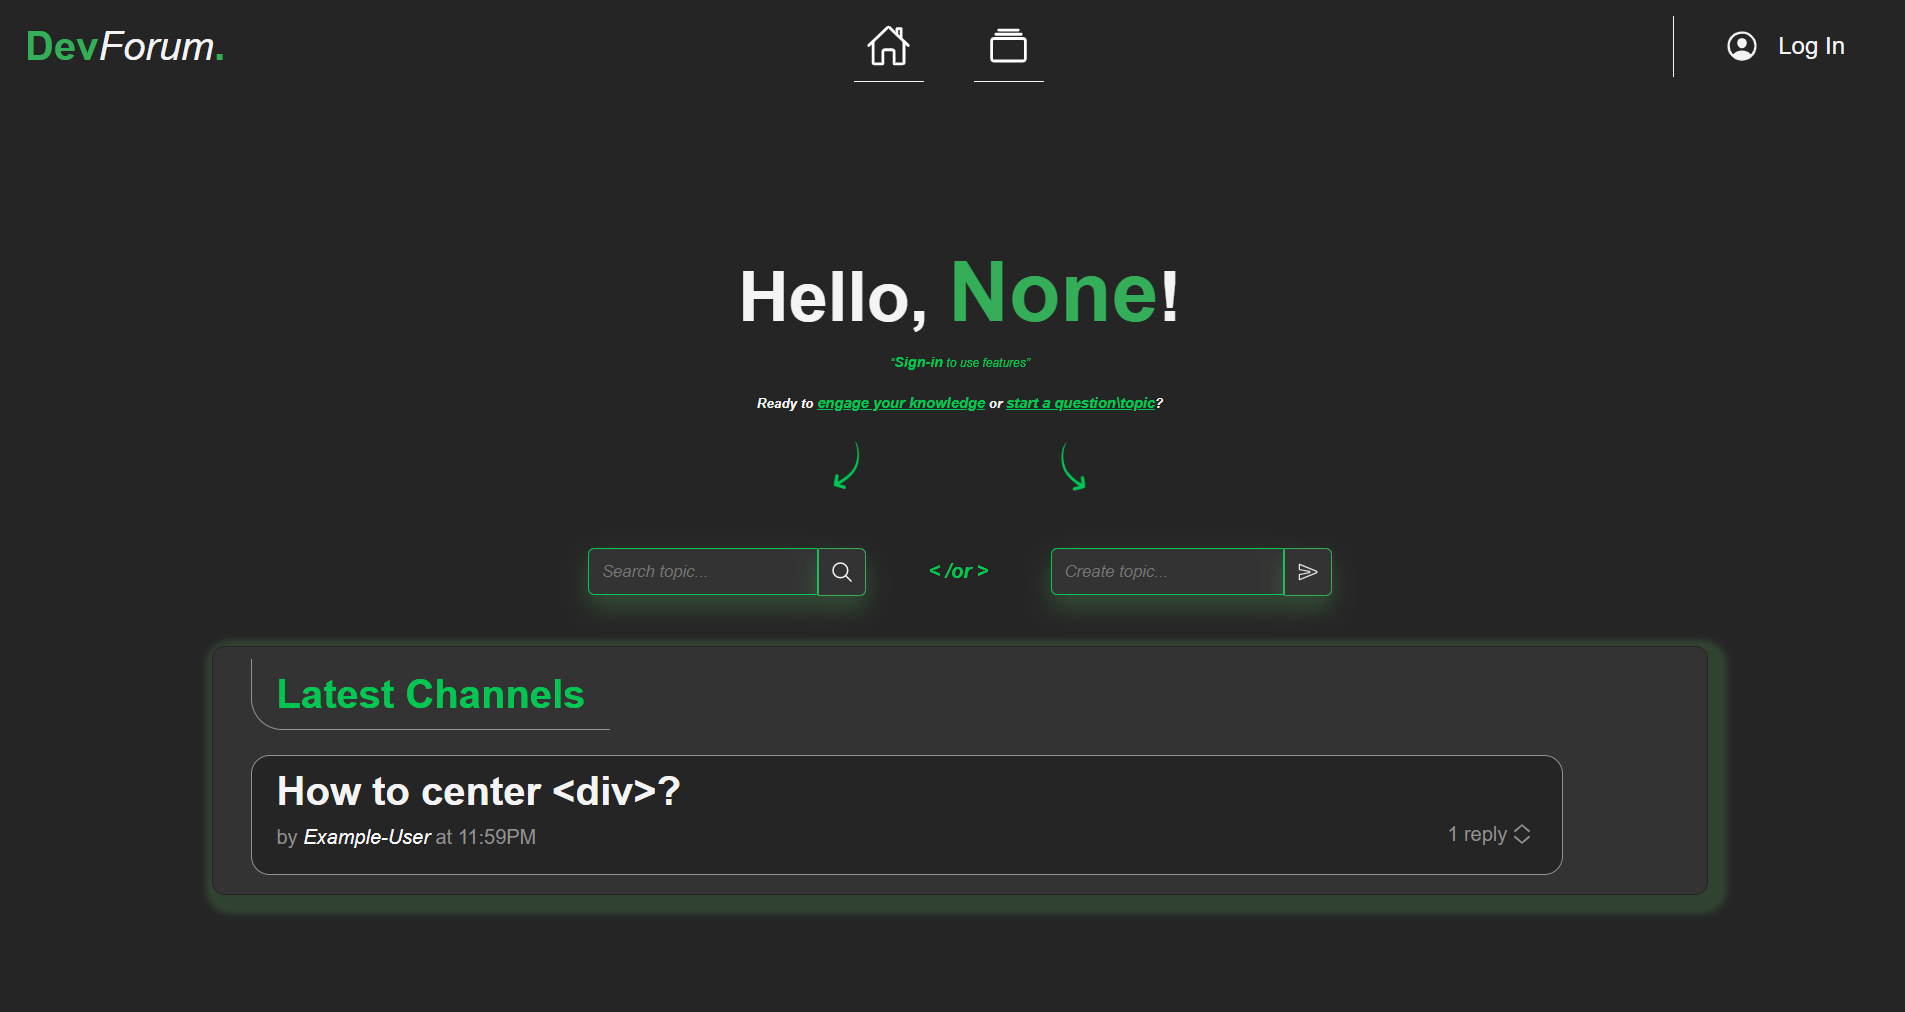 DevForum.
Log In
Hello, None!
"Sign-in to use features"
Ready to engage your knowledge or start a question\topic?
Search topic...
< /or >
Create topic...
Latest Channels
How to center <div>?
by Example-User at 11:59PM
1 reply